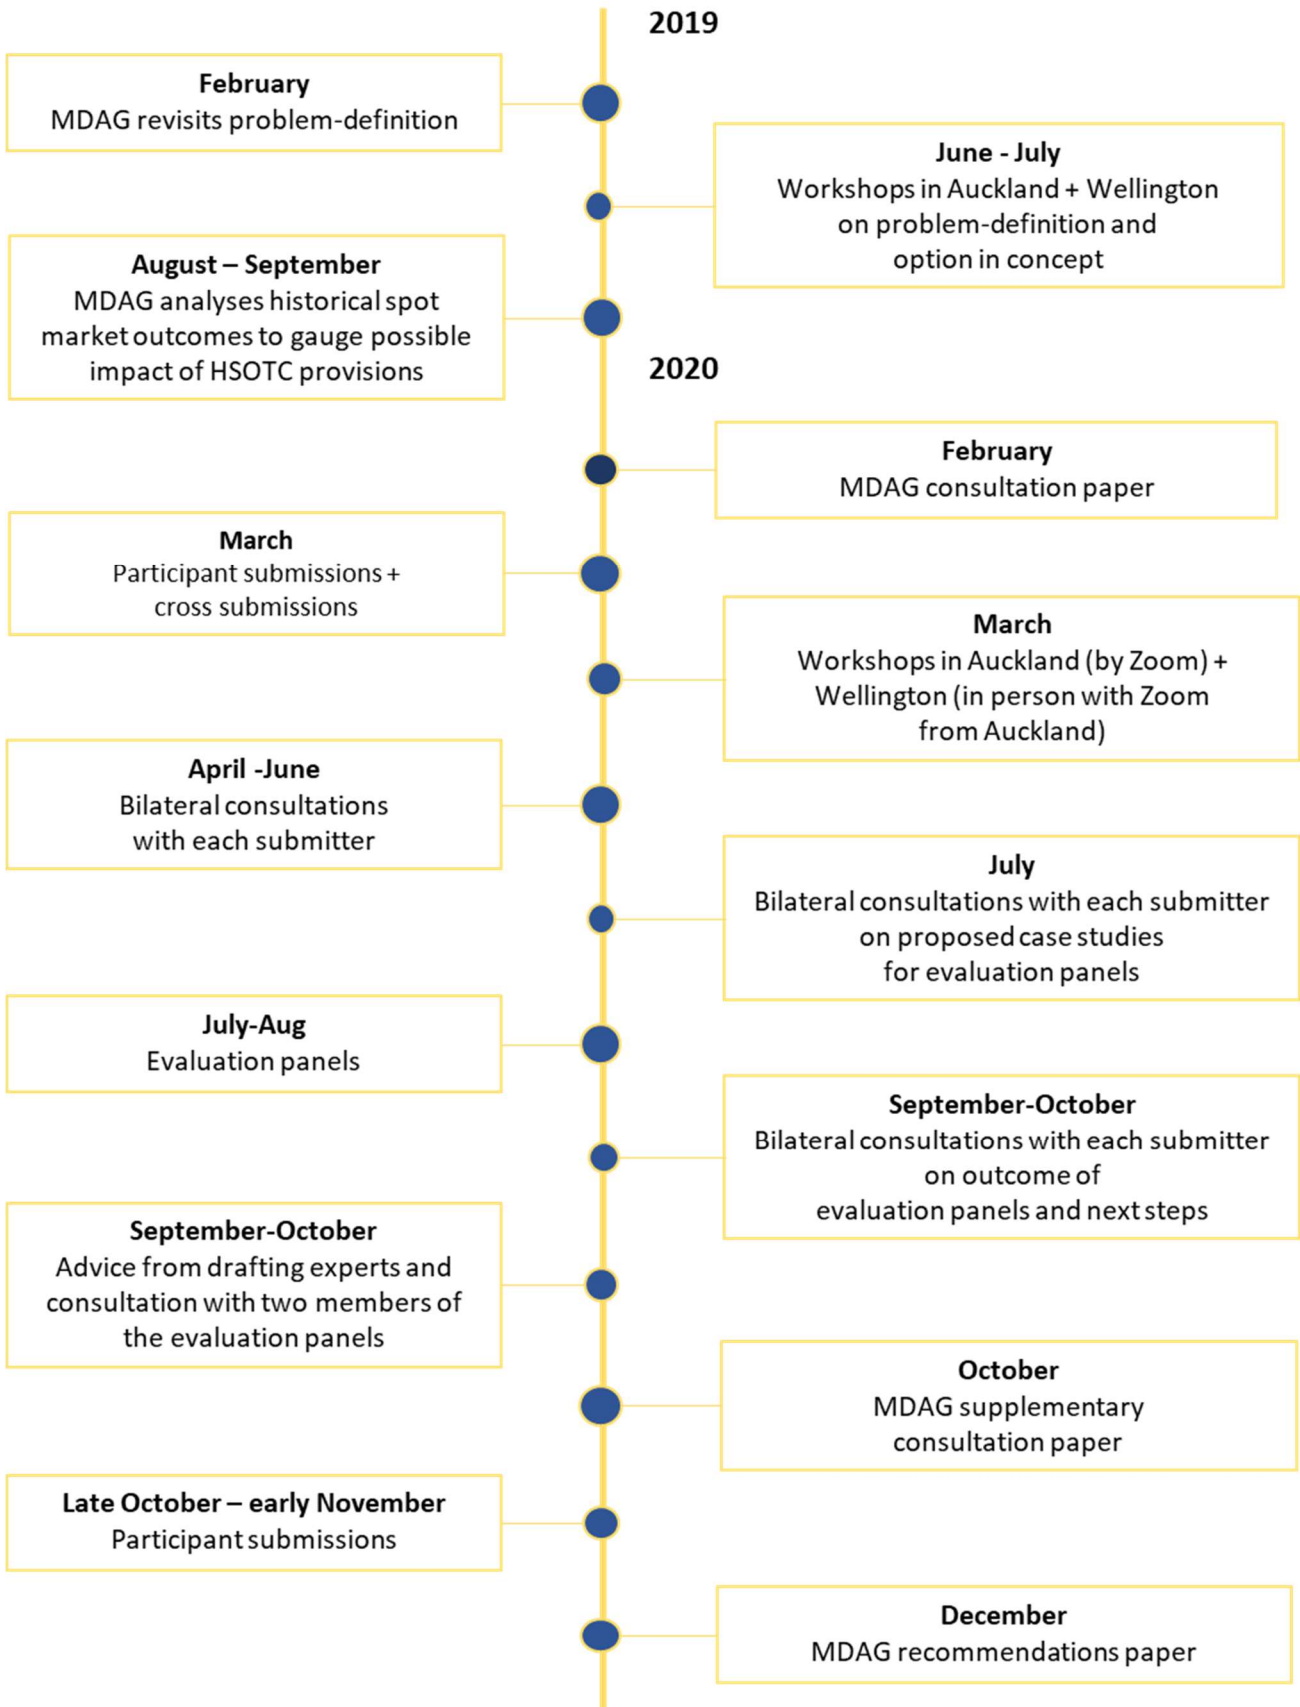 2019
February
MDAG revisits problem-definition
June - July
Workshops in Auckland + Wellington
on problem-definition and
option in concept
August – September
MDAG analyses historical spot
market outcomes to gauge possible
impact of HSOTC provisions
2020
February
MDAG consultation paper
March
Participant submissions +
cross submissions
March
Workshops in Auckland (by Zoom) +
Wellington (in person with Zoom
from Auckland)
April -June
Bilateral consultations
with each submitter
July
Bilateral consultations with each submitter
on proposed case studies
for evaluation panels
July-Aug
Evaluation panels
September-October
Bilateral consultations with each submitter
on outcome of
evaluation panels and next steps
September-October
Advice from drafting experts and
consultation with two members of
the evaluation panels
October
MDAG supplementary
consultation paper
Late October – early November
Participant submissions
December
MDAG recommendations paper